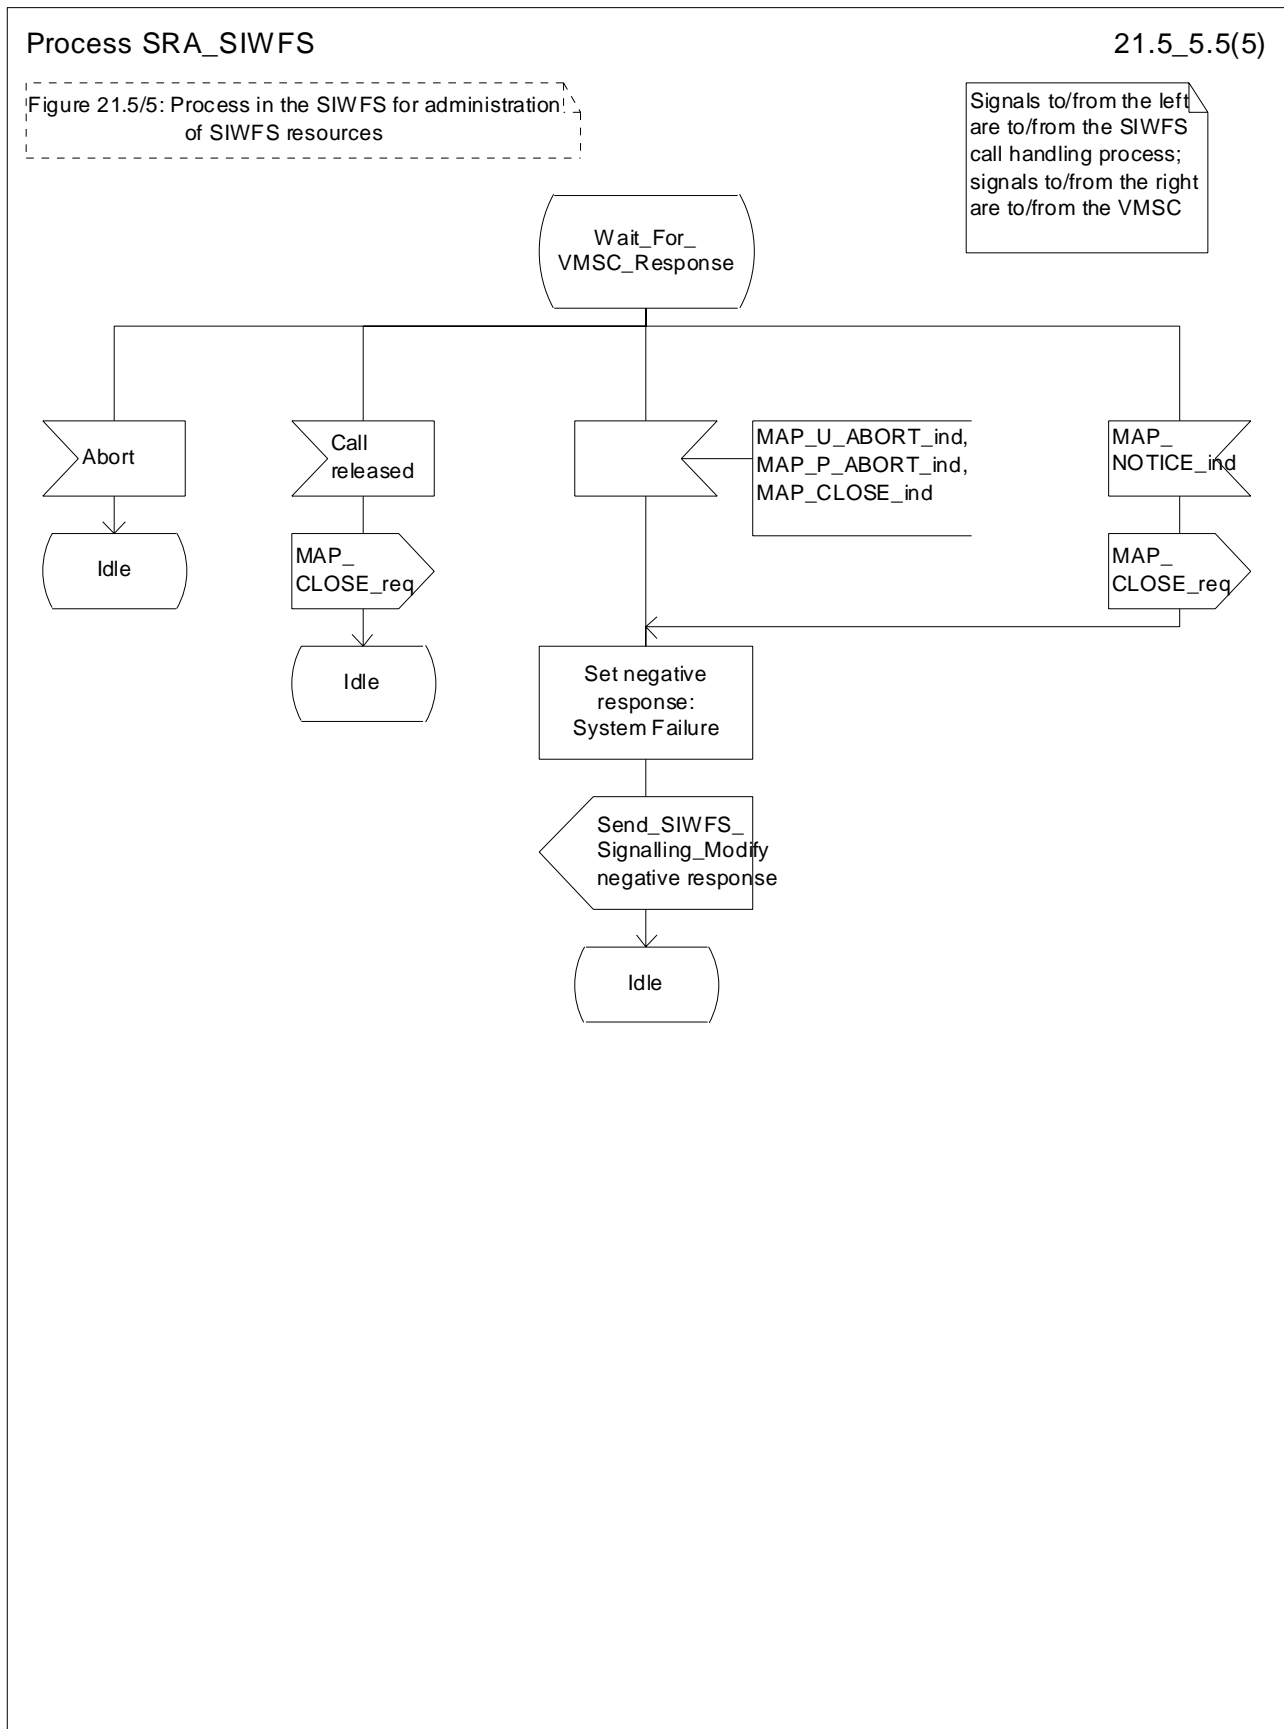 Process SRA_SIWFS
21.5_5.5(5)
Figure 21.5/5: Process in the SIWFS for administration
of SIWFS resources
Signals to/from the left
are to/from the SIWFS
call handling process;
signals to/from the right
are to/from the VMSC
Wait_For_
VMSC_Response
Abort
Call
released
MAP_U_ABORT_ind,
MAP_P_ABORT_ind,
MAP_CLOSE_ind
MAP_
NOTICE_ind
Idle
MAP_
CLOSE_req
MAP_
CLOSE_req
Idle
Set negative
response:
System Failure
Send_SIWFS_
Signalling_Modify
negative response
Idle